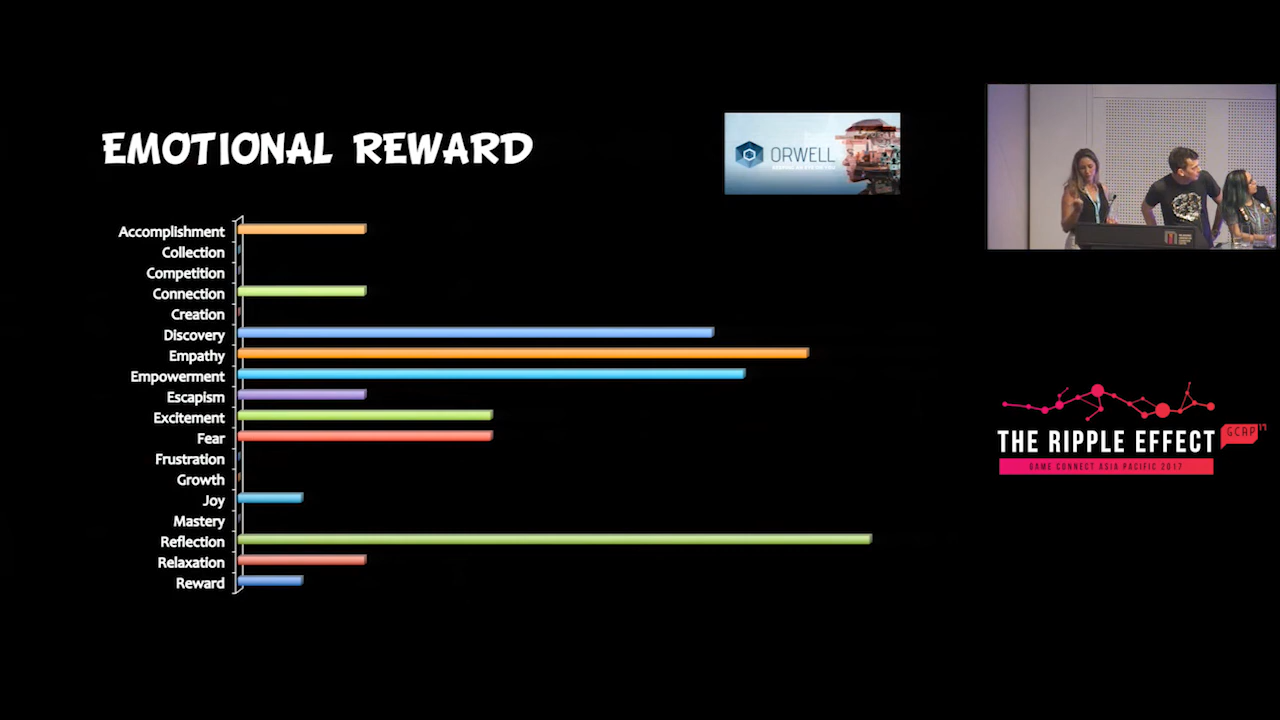 EMOTIONAL REWARD
ORWELL
Accomplishment
Collection
Competition
Connection
Creation
Discovery
Empathy
Empowerment
Escapism
Excitement
Fear
Frustration
Growth
Joy
Mastery
Reflection
Relaxation
Reward
THE RIPPLE EFFECT
GCAP17
GAME CONNECT ASIA PACIFIC 2017